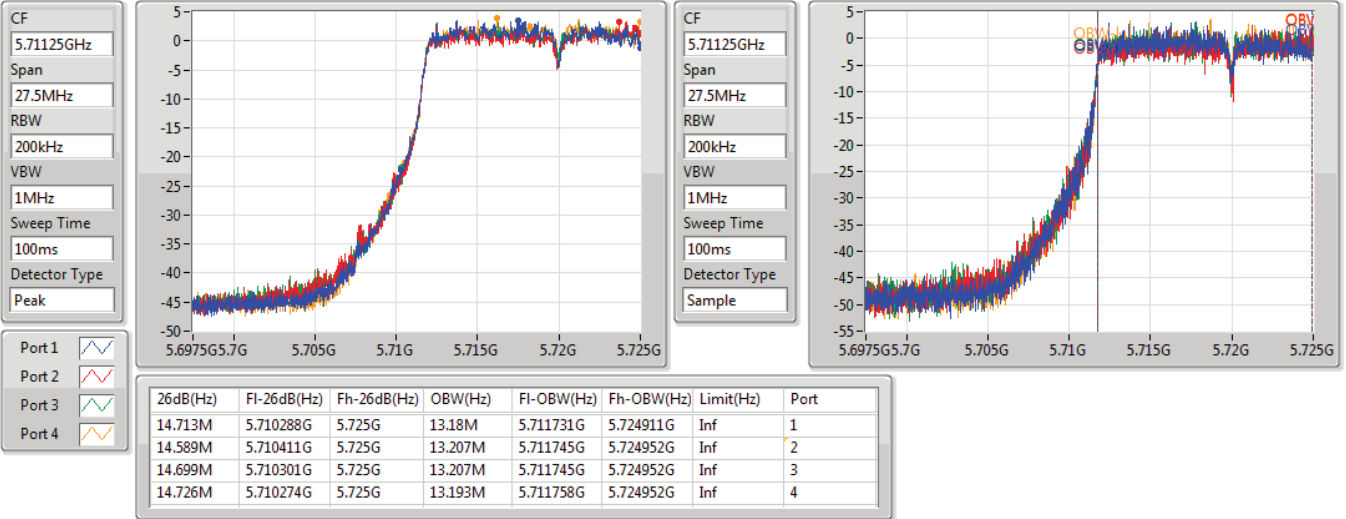 CF
5.71125GHz
Span
27.5MHz
RBW
200kHz
VBW
1MHz
Sweep Time
100ms
Detector Type
Peak
5
0
-5
-10
-15
-20
-25
-30
-35
-40
-45
-50
5.6975G 5.7G 5.705G 5.71G 5.715G 5.72G 5.725G
CF
5.71125GHz
Span
27.5MHz
RBW
200kHz
VBW
1MHz
Sweep Time
100ms
Detector Type
Sample
5
0
-5
-10
-15
-20
-25
-30
-35
-40
-45
-50
-55
5.6975G 5.7G 5.705G 5.71G 5.715G 5.72G 5.725G
Port 1
Port 2
Port 3
Port 4
26dB(Hz) Fl-26dB(Hz) Fh-26dB(Hz) OBW(Hz) Fl-OBW(Hz) Fh-OBW(Hz) Limit(Hz) Port
14.713M 5.710288G 5.725G 13.18M 5.711731G 5.724911G Inf 1
14.589M 5.710411G 5.725G 13.207M 5.711745G 5.724952G Inf 2
14.699M 5.710301G 5.725G 13.207M 5.711745G 5.724952G Inf 3
14.726M 5.710274G 5.725G 13.193M 5.711758G 5.724952G Inf 4